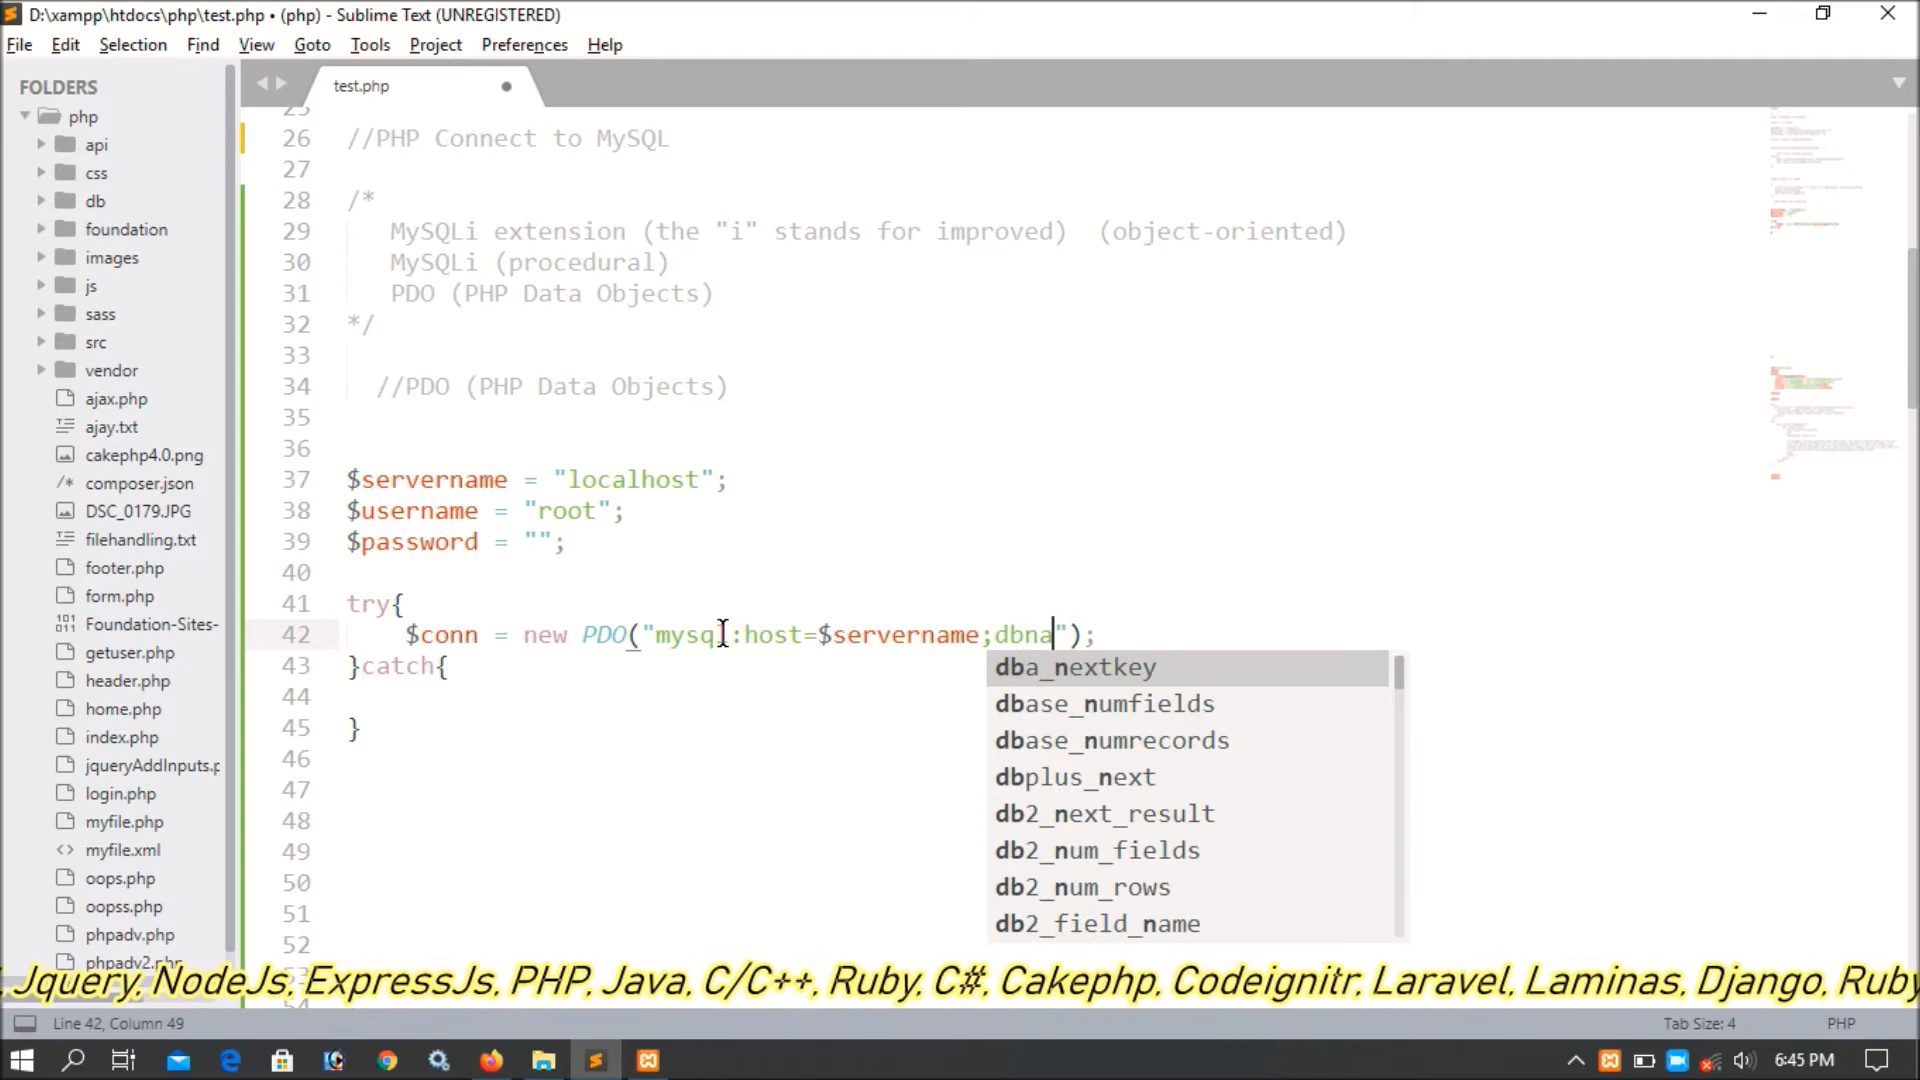 D:\xampp\htdocs\php\test.php • (php) - Sublime Text (UNREGISTERED)
File Edit Selection Find View Goto Tools Project Preferences Help
FOLDERS
php
api
css
db
foundation
images
js
sass
src
vendor
ajax.php
ajay.txt
cakephp4.0.png
composer.json
DSC_0179.JPG
filehandling.txt
footer.php
form.php
Foundation-Sites-
getuser.php
header.php
home.php
index.php
jqueryAddInputs.p
login.php
myfile.php
myfile.xml
oops.php
oopss.php
phpadv.php
phpadv2.php
test.php
25
26 //PHP Connect to MySQL
27
28 /*
29 MySQLi extension (the "i" stands for improved)  (object-oriented)
30 MySQLi (procedural)
31 PDO (PHP Data Objects)
32 */
33
34 //PDO (PHP Data Objects)
35
36
37 $servername = "localhost";
38 $username = "root";
39 $password = "";
40
41 try{
42 $conn = new PDO("mysql:host=$servername;dbna");
43 }catch{
44
45 }
46
47
48
49
50
51
52
dba_nextkey
dbase_numfields
dbase_numrecords
dbplus_next
db2_next_result
db2_num_fields
db2_num_rows
db2_field_name
, Jquery, NodeJs, ExpressJs, PHP, Java, C/C++, Ruby, C#, Cakephp, Codeignitr, Laravel, Laminas, Django, Ruby
Line 42, Column 49
Tab Size: 4
PHP
6:45 PM